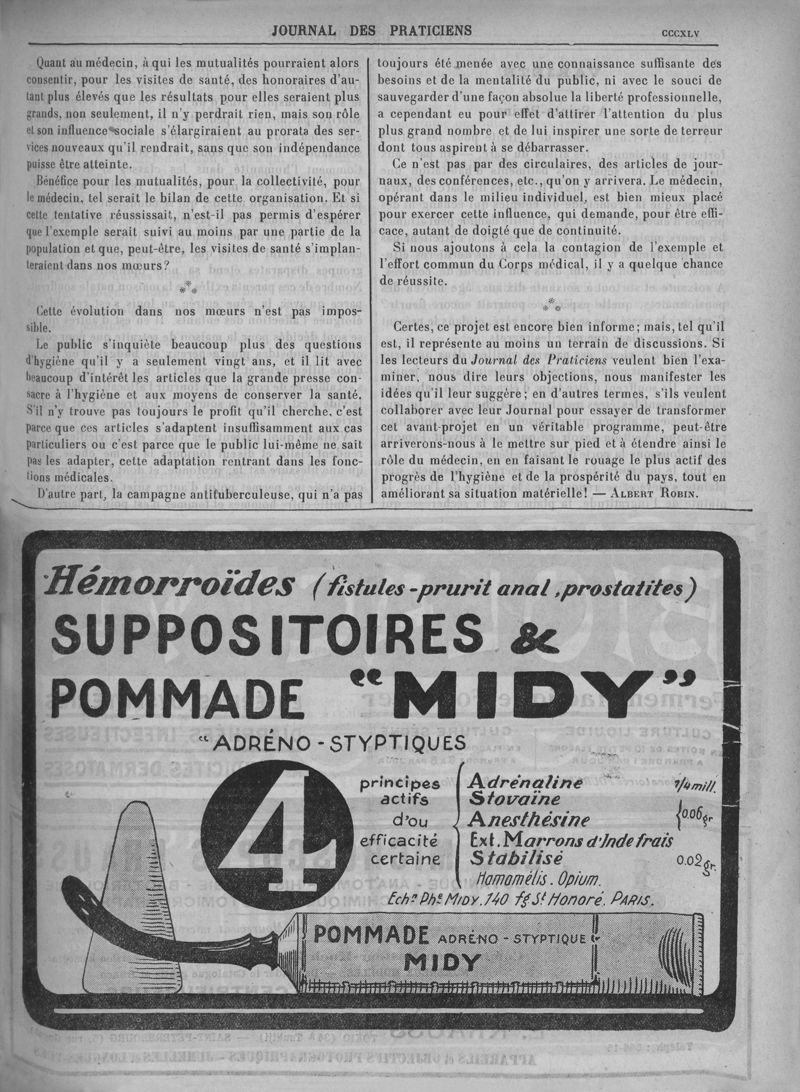 JOURNAL DES PRATICIENS
CCCXLV
Quant au médecin, à qui les mutualités pourraient alors
consentir, pour les visites de santé, des honoraires d'au-
tant plus élevés que les résultats pour elles seraient plus
grands, non seulement, il n'y perdrait rien, mais son rôle
et son influence sociale s'élargiraient au prorata des ser-
vices nouveaux qu'il rendrait, sans que son indépendance
puisse être atteinte.
Bénéfice pour les mutualités, pour la collectivité, pour
le médecin, tel serait le bilan de cette organisation. Et si
cette tentative réussissait, n'est-il pas permis d'espérer
que l'exemple serait suivi au moins par une partie de la
population et que, peut-être, les visites de santé s'implan-
teraient dans nos mœurs?
***
Cette évolution dans nos mœurs n'est pas impos-
sible.
Le public s'inquiète beaucoup plus des questions
d'hygiène qu'il y a seulement vingt ans, et il lit avec
beaucoup d'intérêt les articles que la grande presse con-
sacre à l'hygiène et aux moyens de conserver la santé.
S'il n'y trouve pas toujours le profit qu'il cherche, c'est
parce que ces articles s'adaptent insuffisamment aux cas
particuliers ou c'est parce que le public lui-même ne sait
pas les adapter, cette adaptation rentrant dans les fonc-
tions médicales.
D'autre part, la campagne antituberculeuse, qui n'a pas
toujours été menée avec une connaissance suffisante des
besoins et de la mentalité du public, ni avec le souci de
sauvegarder d'une façon absolue la liberté professionnelle,
a cependant eu pour effet d'attirer l'attention du plus
plus grand nombre et de lui inspirer une sorte de terreur
dont tous aspirent à se débarrasser.
Ce n'est pas par des circulaires, des articles de jour-
naux, des conférences, etc., qu'on y arrivera. Le médecin,
opérant dans le milieu individuel, est bien mieux placé
pour exercer cette influence, qui demande, pour être effi-
cace, autant de doigté que de continuité.
Si nous ajoutons à cela la contagion de l'exemple et
l'effort commun du Corps médical, il y a quelque chance
de réussite.
***
Certes, ce projet est encore bien informe; mais, tel qu'il
est, il représente au moins un terrain de discussions. Si
les lecteurs du Journal des Praticiens veulent bien l'exa-
miner, nous dire leurs objections, nous manifester les
idées qu'il leur suggère; en d'autres termes, s'ils veulent
collaborer avec leur Journal pour essayer de transformer
cet avant-projet en un véritable programme, peut-être
arriverons-nous à le mettre sur pied et à étendre ainsi le
rôle du médecin, en en faisant le rouage le plus actif des
progrès de l'hygiène et de la prospérité du pays, tout en
améliorant sa situation matérielle! — ALBERT ROBIN.
Hémorroïdes (fistules-prurit anal, prostatites)
SUPPOSITOIRES &
POMMADE "MIDY"
"ADRÉNO-STYPTIQUES
4
principes
actifs
d'ou
efficacité
certaine
Adrénaline 1/4 mill.
Stovaïne
Anesthésine 0.05gr
Ext. Marrons d'Inde frais
Stabilisé 0.02gr.
Hamamélis. Opium.
Echon Phie MIDY. 140 fg St Honoré. PARIS.
POMMADE ADRÉNO-STYPTIQUE
MIDY